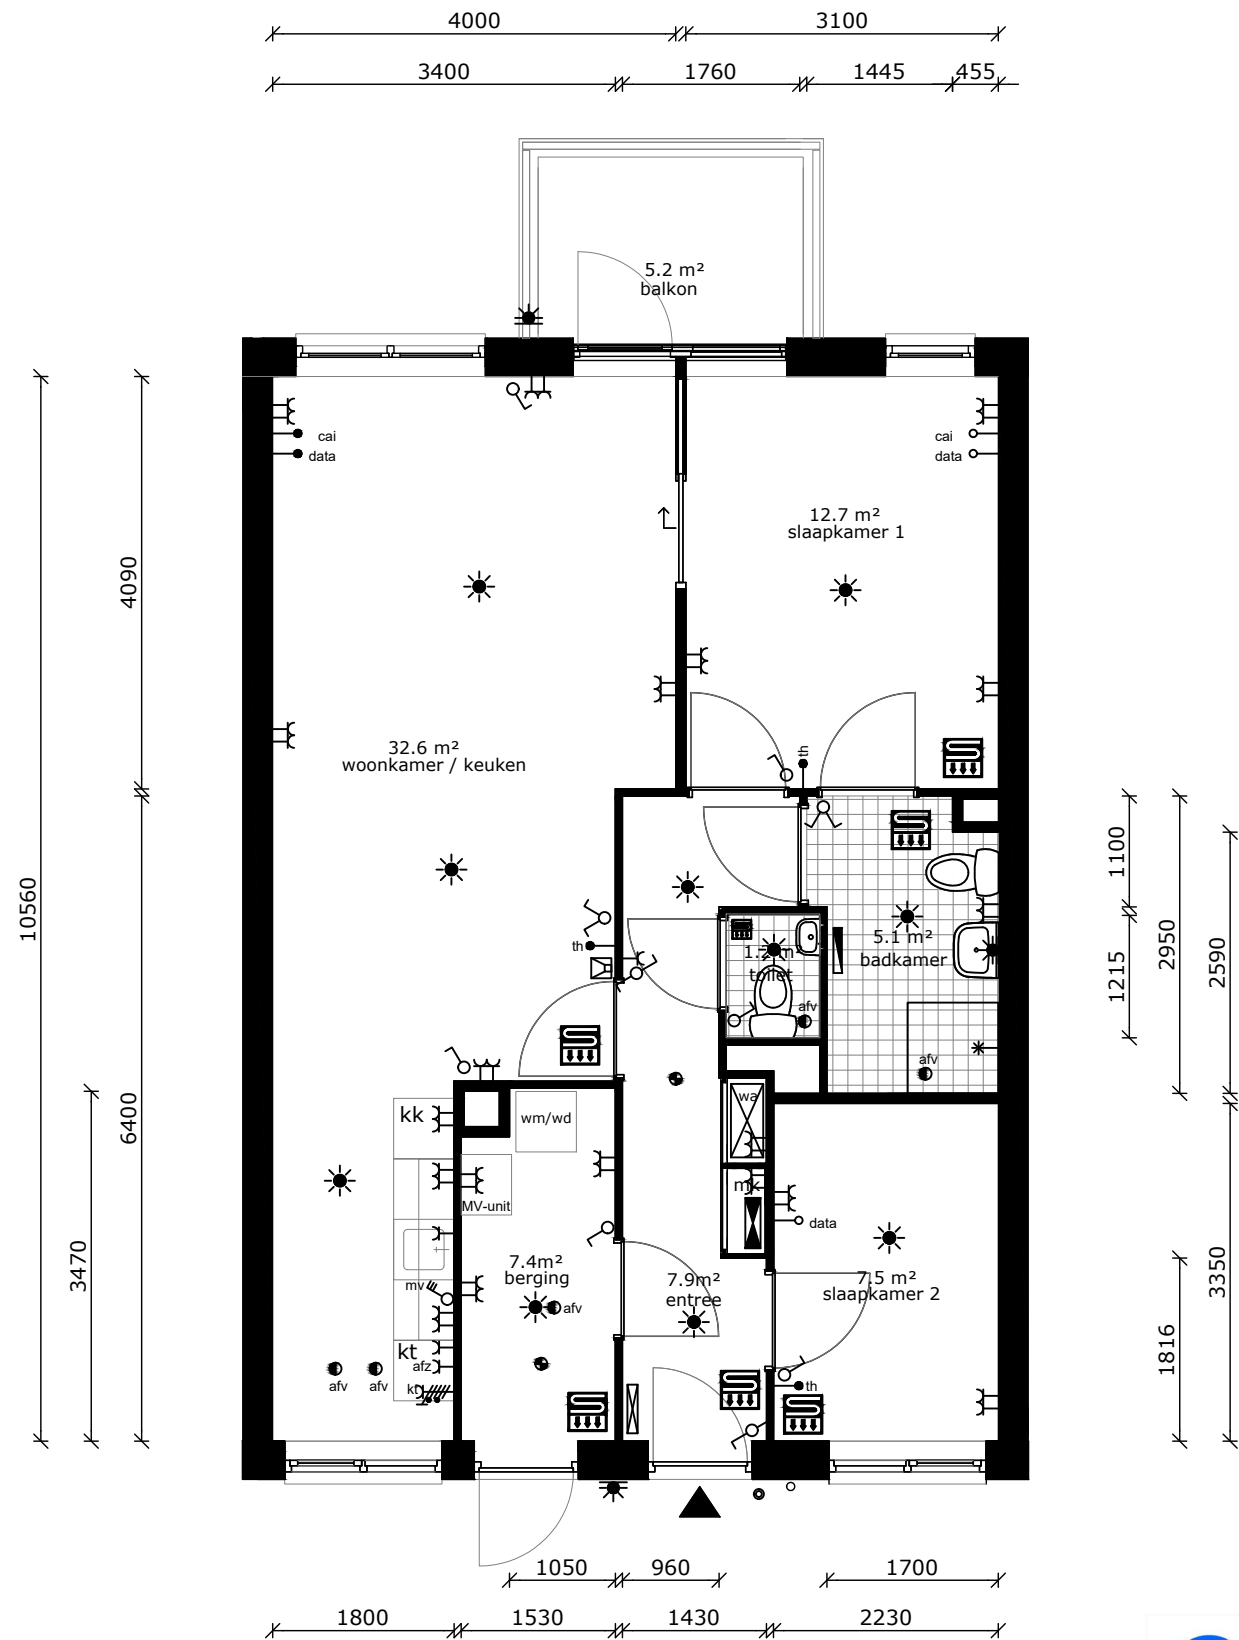 4000 3100
3400 1760 1445 455
5.2 m²
balkon
cai
data
cai
data
12.7 m²
slaapkamer 1
4090
32.6 m²
woonkamer / keuken
th
10560
1100
2950
2590
1215
th
5.1 m²
badkamer
toilet
afv
afv
6400
3470
kk
wm/wd
wa
MV-unit
mk
data
7.4m²
berging
7.9m²
entree
7.5 m²
slaapkamer 2
mv
afv
kt
afz
afv
afv
kt
th
3350
1816
1050 960 1700
1800 1530 1430 2230